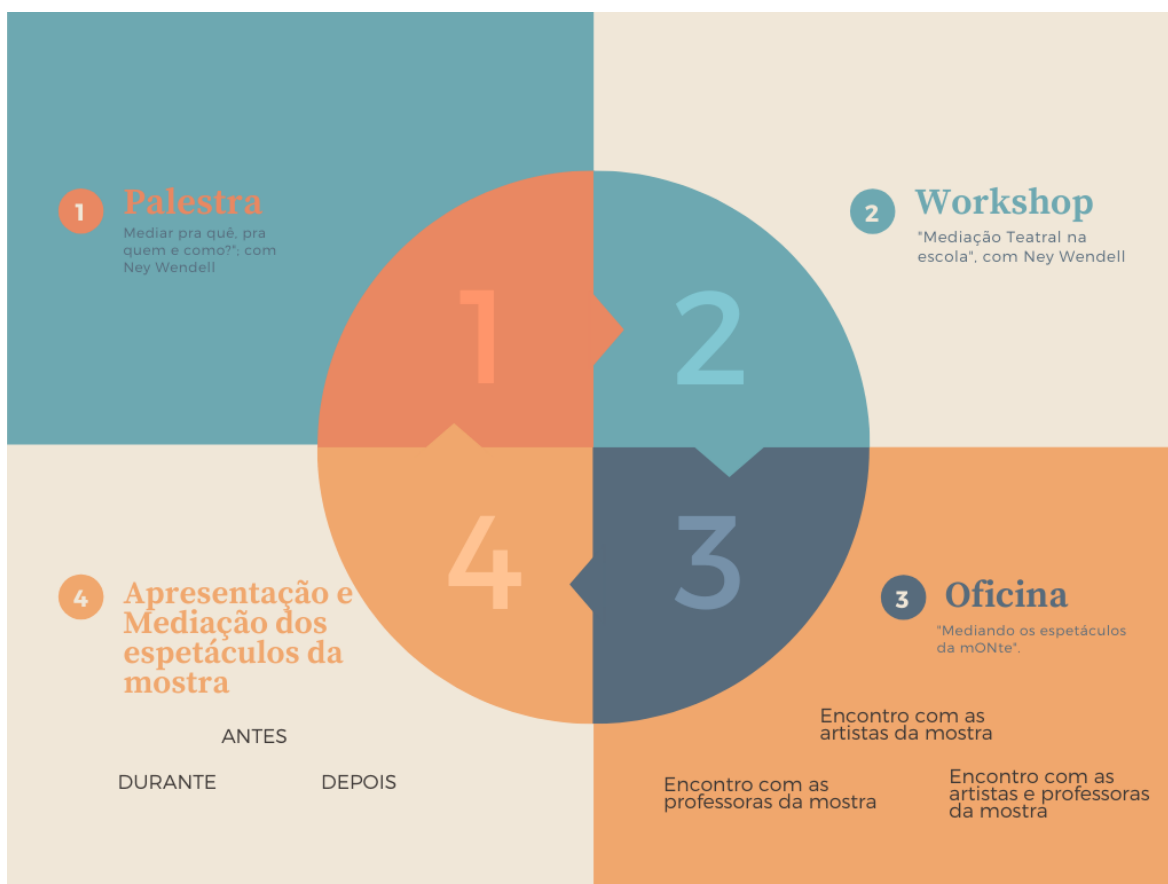 1
Palestra
Mediar pra quê, pra
quem e como?"; com
Ney Wendell
2
Workshop
"Mediação Teatral na
escola", com Ney Wendell
1
2
4
3
4
Apresentação e
Mediação dos
espetáculos da
mostra
ANTES
DURANTE
DEPOIS
3
Oficina
"Mediando os espetáculos
da mONte".
Encontro com as
artistas da mostra
Encontro com as
professoras da mostra
Encontro com as
artistas e professoras
da mostra